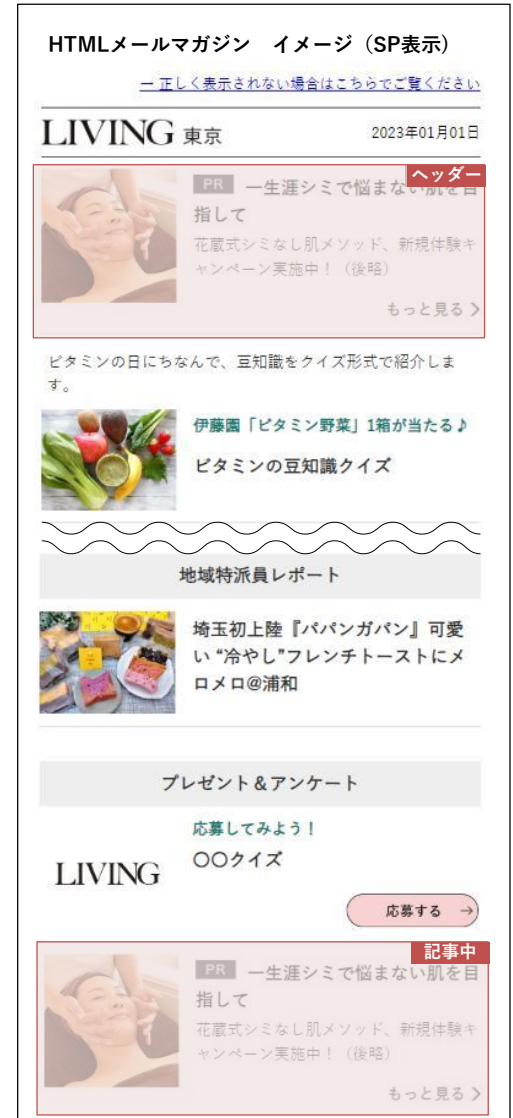 HTMLメールマガジン　イメージ（SP表示）
― 正しく表示されない場合はこちらでご覧ください
LIVING 東京
2023年01月01日
ヘッダー
PR 一生涯シミで悩まない肌を目
指して
花蔵式シミなし肌メソッド、新規体験キ
ャンペーン実施中！（後略）
もっと見る
ビタミンの日にちなんで、豆知識をクイズ形式で紹介しま
す。
伊藤園「ビタミン野菜」1箱が当たる♪
ビタミンの豆知識クイズ
地域特派員レポート
埼玉初上陸『パパンガパン』可愛
い “冷やし”フレンチトーストにメ
ロメロ@浦和
プレゼント＆アンケート
応募してみよう！
LIVING
〇〇クイズ
応募する →
記事中
PR 一生涯シミで悩まない肌を目
指して
花蔵式シミなし肌メソッド、新規体験キ
ャンペーン実施中！（後略）
もっと見る